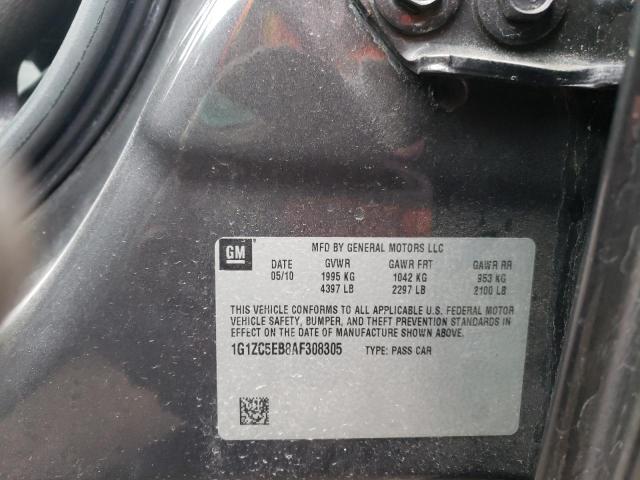 GM MFD BY GENERAL MOTORS LLC
DATE GVWR GAWR FRT GAWR RR
05/10 1995 KG 1042 KG 953 KG
4397 LB 2297 LB 2100 LB
THIS VEHICLE CONFORMS TO ALL APPLICABLE U.S. FEDERAL MOTOR
VEHICLE SAFETY, BUMPER, AND THEFT PREVENTION STANDARDS IN
EFFECT ON THE DATE OF MANUFACTURE SHOWN ABOVE.
1G1ZC5EB8AF308305 TYPE: PASS CAR